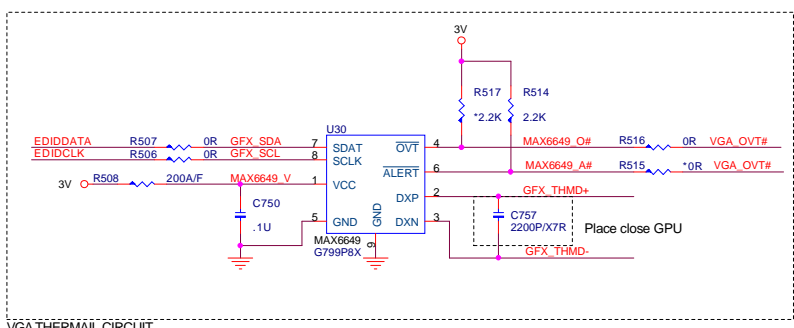 3V
R517
R514
*2.2K
2.2K
U30
EDIDDATA R507 0R GFX_SDA 7 SDAT OVT 4 MAX6649_O# R516 0R VGA_OVT#
EDIDCLK R506 0R GFX_SCL 8 SCLK
ALERT 6 MAX6649_A# R515 *0R VGA_OVT#
3V R508 200A/F MAX6649_V 1 VCC
DXP 2 GFX_THMD+
C750
.1U
5 GND GND DXN 3
C757
2200P/X7R
Place close GPU
MAX6649
G799P8X
9
GFX_THMD-
VGA THERMAIL CIRCUIT